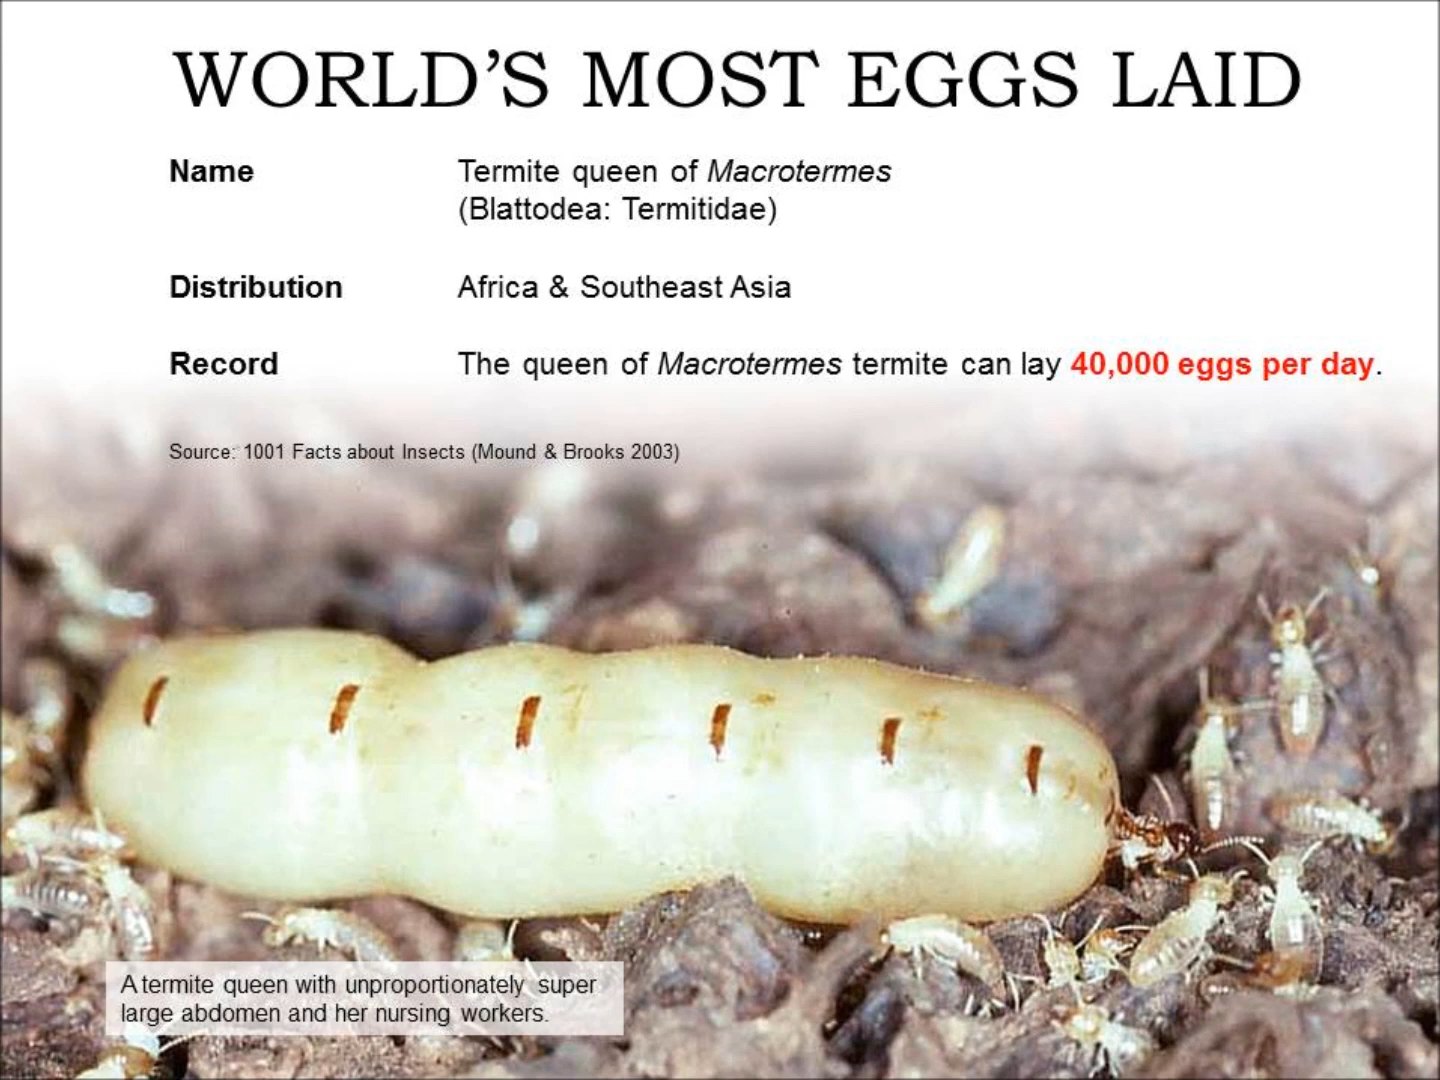 WORLD’S MOST EGGS LAID
Name Termite queen of Macrotermes
(Blattodea: Termitidae)
Distribution Africa & Southeast Asia
Record The queen of Macrotermes termite can lay 40,000 eggs per day.
Source: 1001 Facts about Insects (Mound & Brooks 2003)
A termite queen with unproportionately super
large abdomen and her nursing workers.